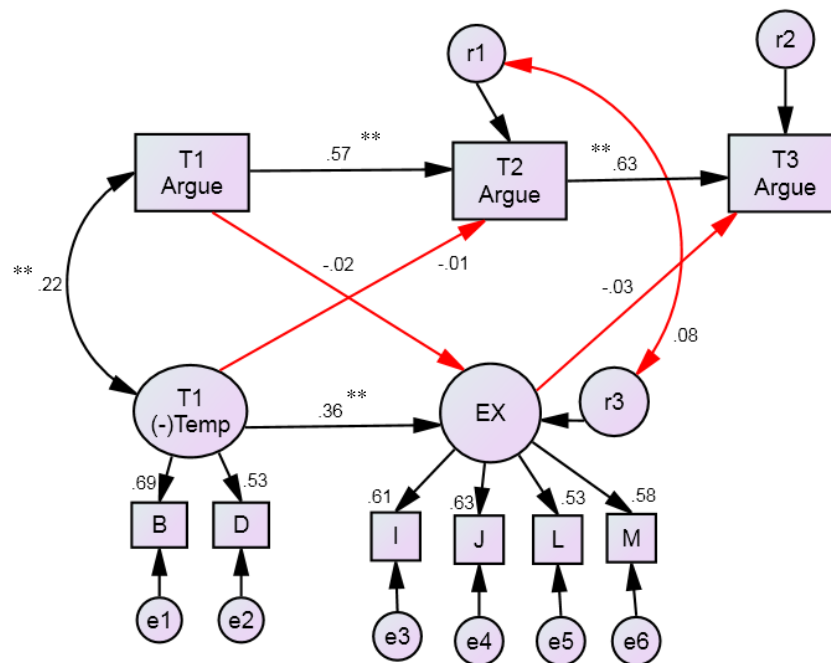 r1
r2
T1
Argue
.57
**
T2
Argue
**
.63
T3
Argue
-.02
-.01
-.03
**
.22
.08
T1
(-)Temp
.36
**
EX
r3
.69
.53
.61
.63
.53
.58
B
D
I
J
L
M
e1
e2
e3
e4
e5
e6